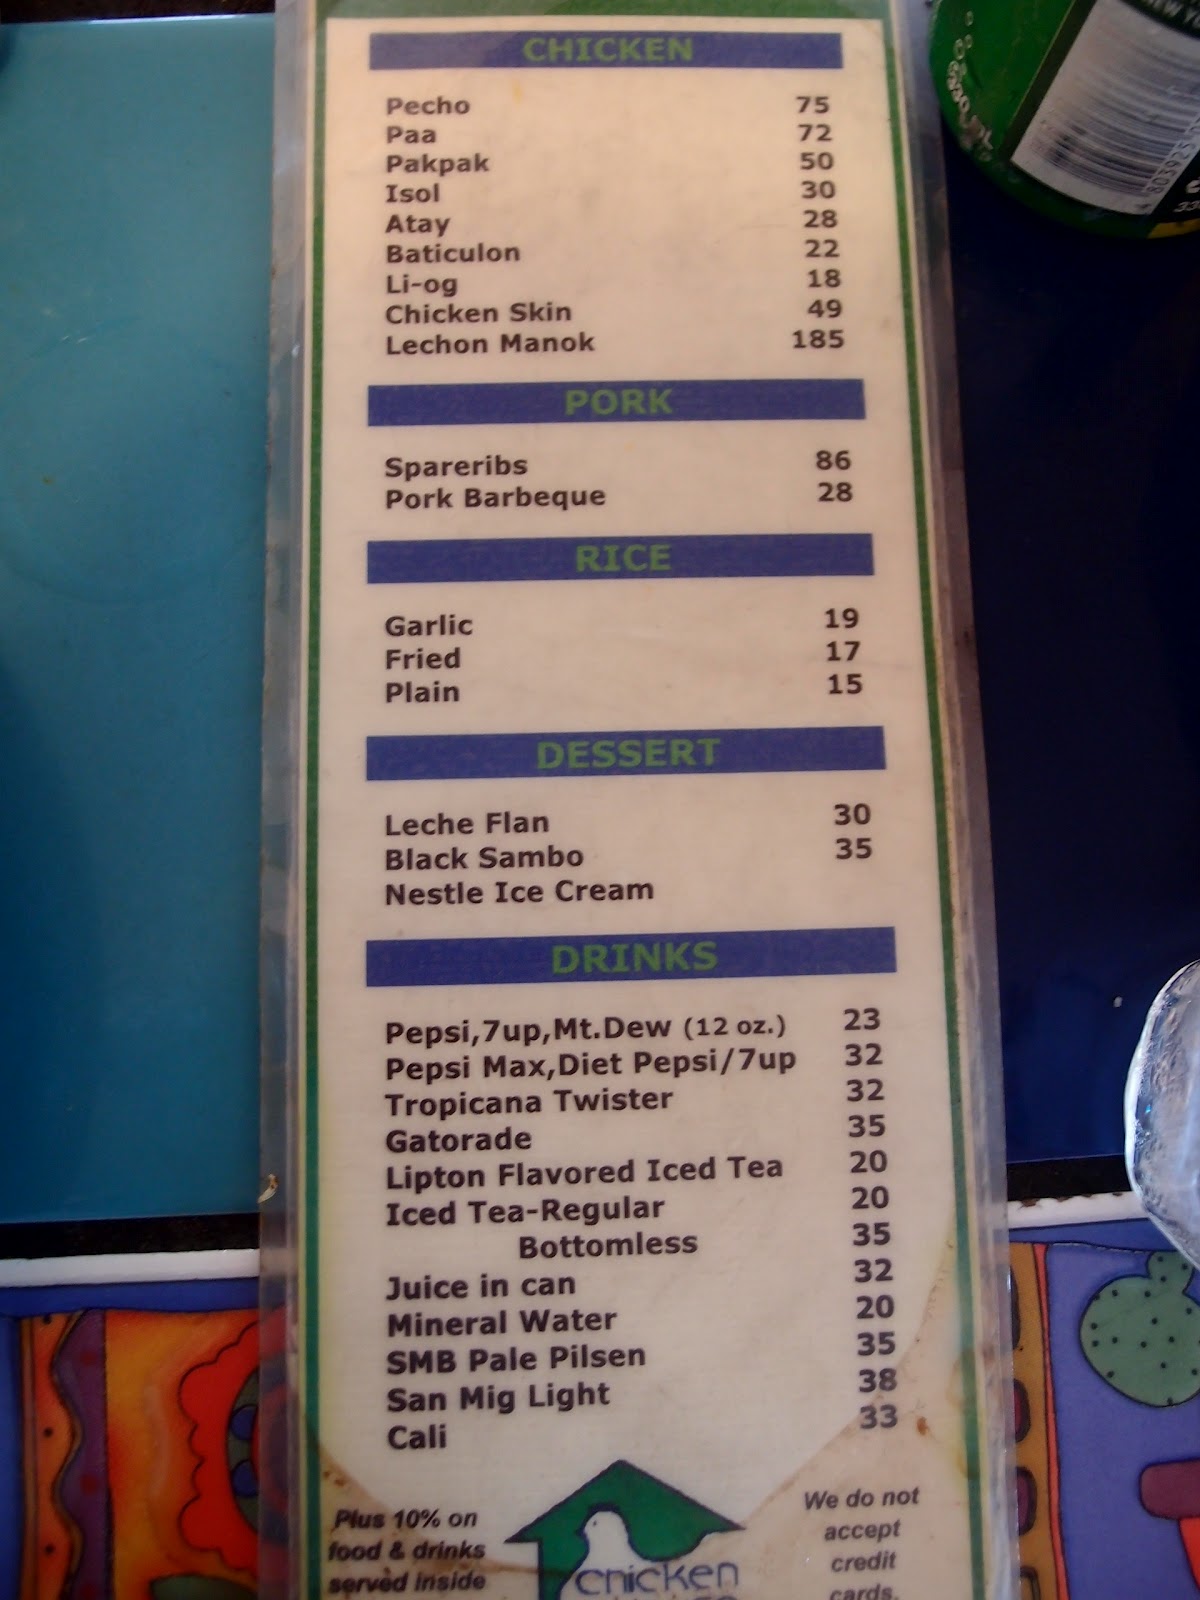 CHICKEN
Pecho 75
Paa 72
Pakpak 50
Isol 30
Atay 28
Baticulon 22
Li-og 18
Chicken Skin 49
Lechon Manok 185
PORK
Spareribs 86
Pork Barbeque 28
RICE
Garlic 19
Fried 17
Plain 15
DESSERT
Leche Flan 30
Black Sambo 35
Nestle Ice Cream
DRINKS
Pepsi,7up,Mt.Dew (12 oz.) 23
Pepsi Max,Diet Pepsi/7up 32
Tropicana Twister 32
Gatorade 35
Lipton Flavored Iced Tea 20
Iced Tea-Regular 20
Bottomless 35
Juice in can 32
Mineral Water 20
SMB Pale Pilsen 35
San Mig Light 38
Cali 33
Plus 10% on
food & drinks
served inside
chicken
We do not
accept
credit
cards.